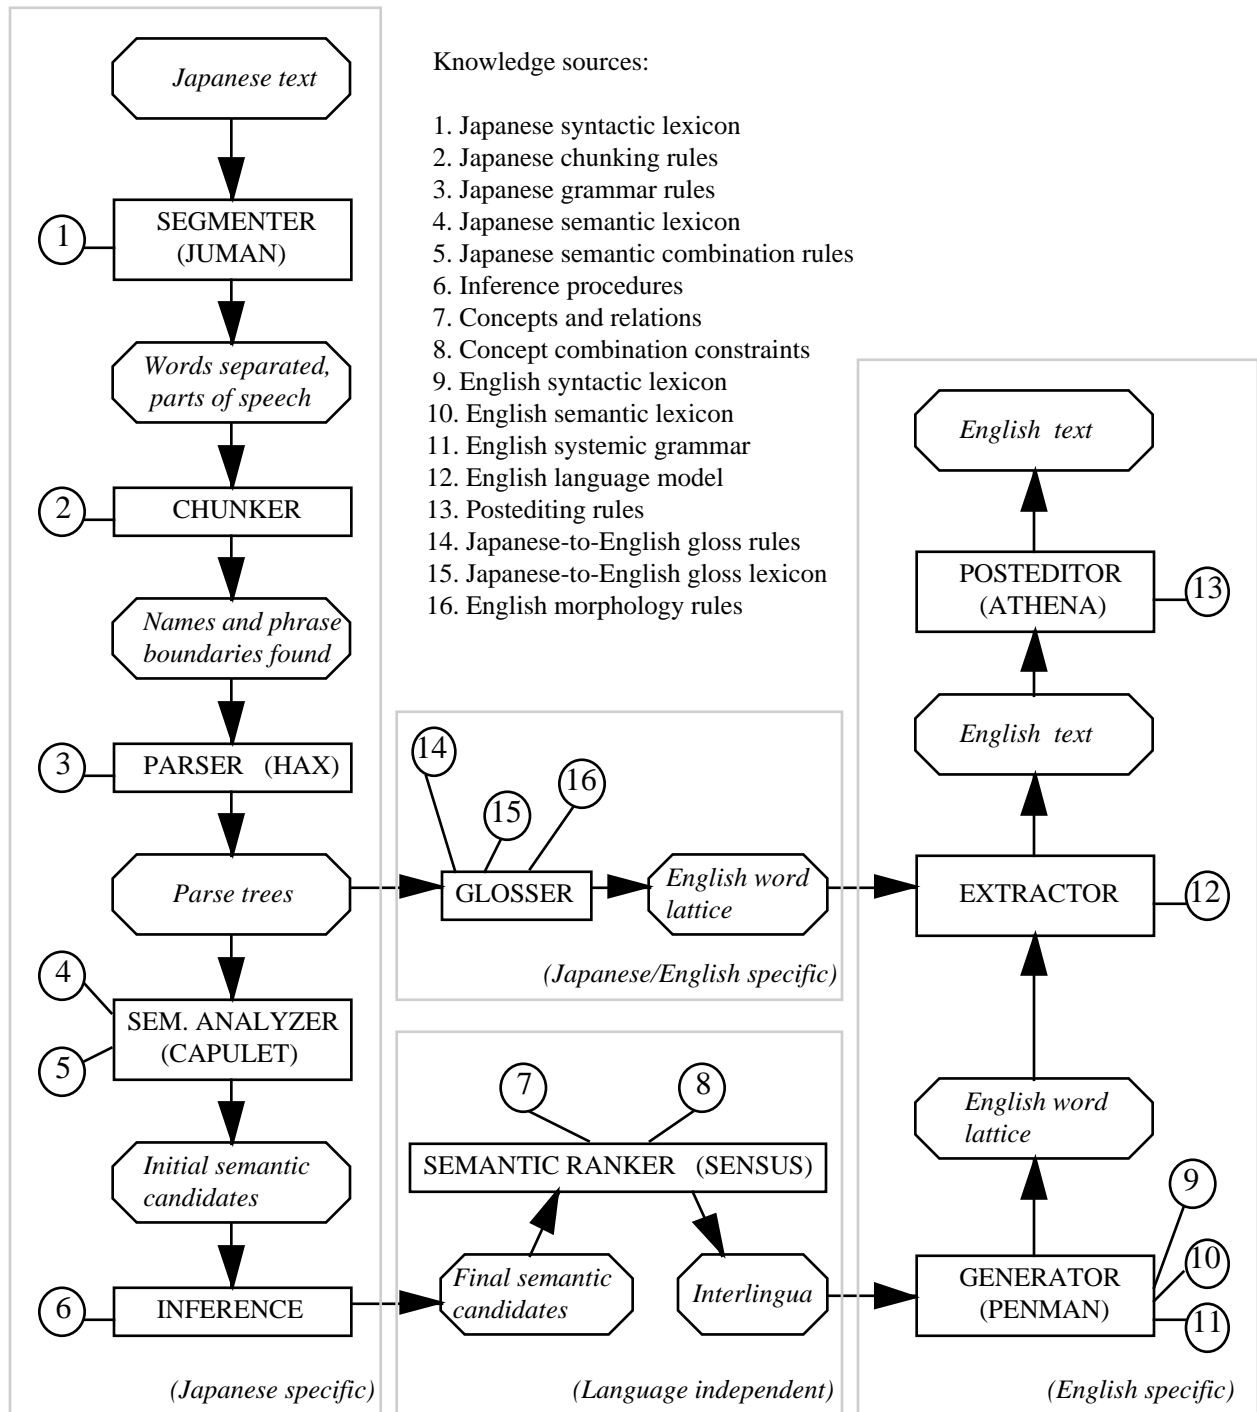 Japanese text
1
SEGMENTER
(JUMAN)
Words separated,
parts of speech
2
CHUNKER
Names and phrase
boundaries found
3
PARSER (HAX)
Parse trees
4
5
SEM. ANALYZER
(CAPULET)
Initial semantic
candidates
6
INFERENCE
(Japanese specific)
Knowledge sources:
1. Japanese syntactic lexicon
2. Japanese chunking rules
3. Japanese grammar rules
4. Japanese semantic lexicon
5. Japanese semantic combination rules
6. Inference procedures
7. Concepts and relations
8. Concept combination constraints
9. English syntactic lexicon
10. English semantic lexicon
11. English systemic grammar
12. English language model
13. Postediting rules
14. Japanese-to-English gloss rules
15. Japanese-to-English gloss lexicon
16. English morphology rules
14
15
16
GLOSSER
English word
lattice
(Japanese/English specific)
7
8
SEMANTIC RANKER (SENSUS)
Final semantic
candidates
Interlingua
(Language independent)
English text
POSTEDITOR
(ATHENA)
13
English text
EXTRACTOR
12
English word
lattice
9
GENERATOR
(PENMAN)
10
11
(English specific)